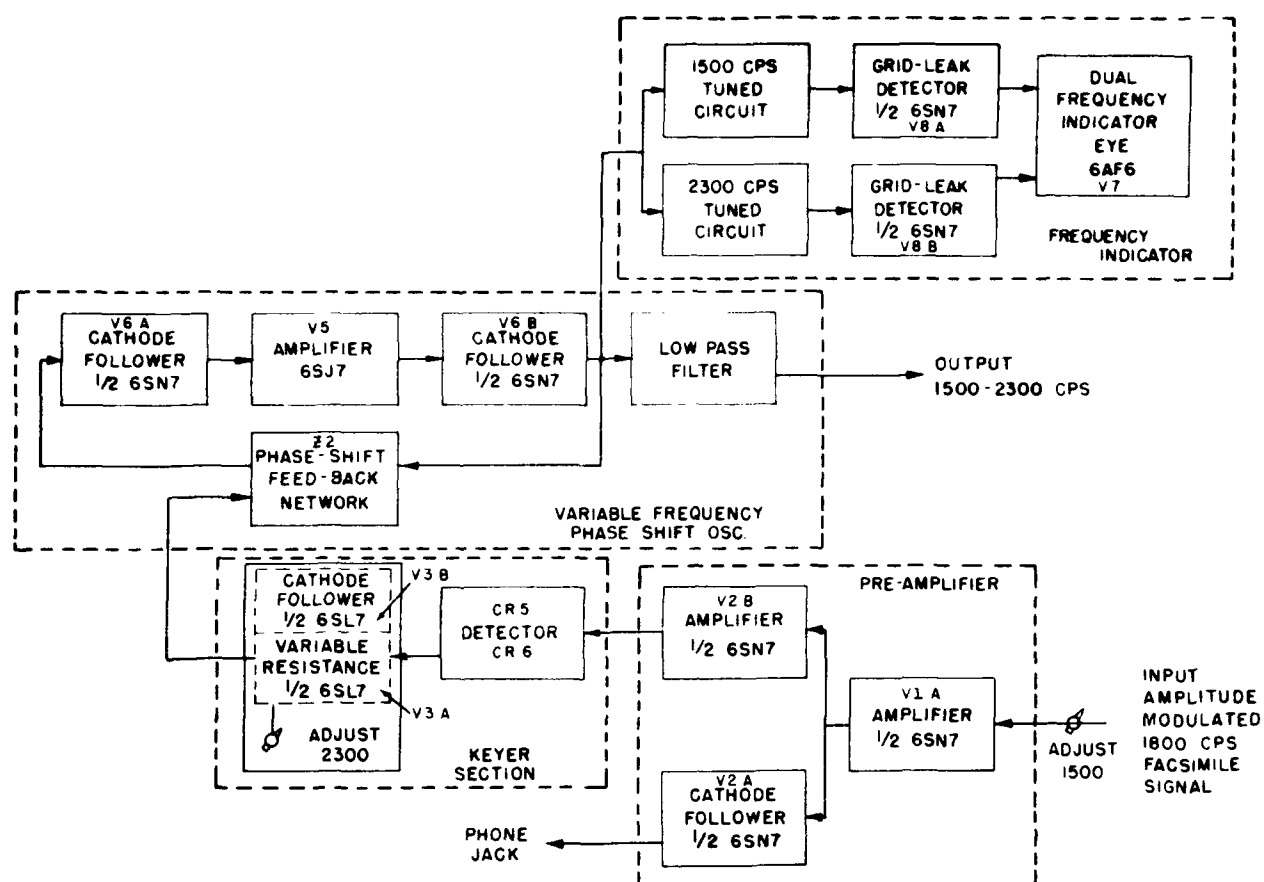 1500 CPS
TUNED
CIRCUIT
GRID-LEAK
DETECTOR
1/2 6SN7
V8 A
DUAL
FREQUENCY
INDICATOR
EYE
6AF6
V7
2300 CPS
TUNED
CIRCUIT
GRID-LEAK
DETECTOR
1/2 6SN7
V8 B
FREQUENCY
INDICATOR
V6 A
CATHODE
FOLLOWER
1/2 6SN7
V5
AMPLIFIER
6SJ7
V6 B
CATHODE
FOLLOWER
1/2 6SN7
LOW PASS
FILTER
OUTPUT
1500-2300 CPS
Z2
PHASE-SHIFT
FEED-BACK
NETWORK
VARIABLE FREQUENCY
PHASE SHIFT OSC.
CATHODE
FOLLOWER
1/2 6SL7
V3 B
VARIABLE
RESISTANCE
1/2 6SL7
V3 A
ADJUST
2300
CR5
DETECTOR
CR6
KEYER
SECTION
PRE-AMPLIFIER
V2 B
AMPLIFIER
1/2 6SN7
V1 A
AMPLIFIER
1/2 6SN7
ADJUST
1500
INPUT
AMPLITUDE
MODULATED
1800 CPS
FACSIMILE
SIGNAL
V2 A
CATHODE
FOLLOWER
1/2 6SN7
PHONE
JACK